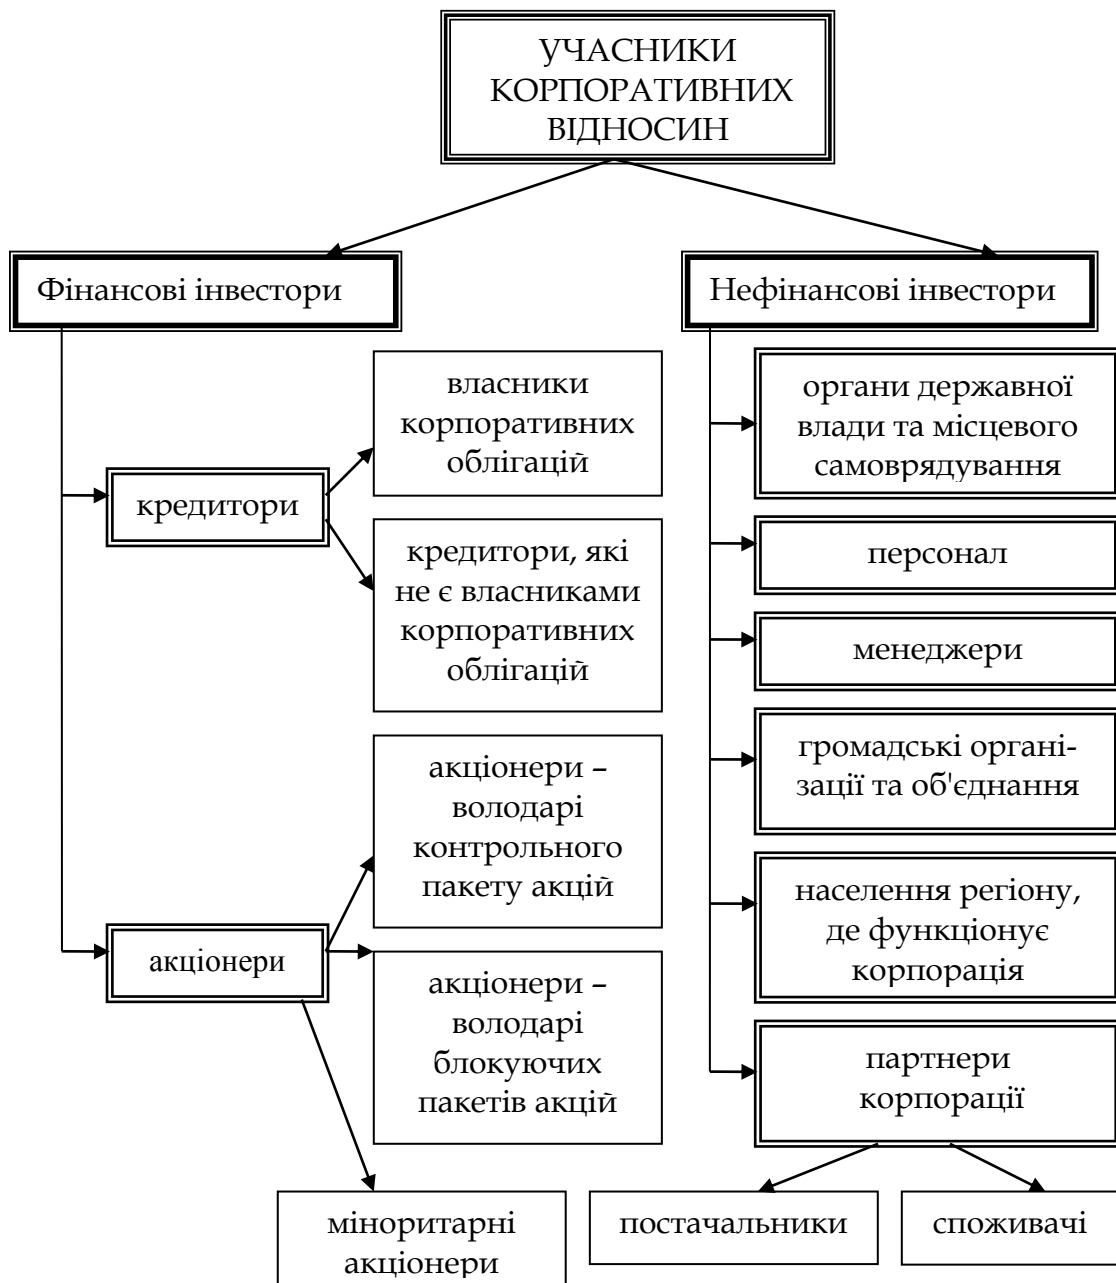 УЧАСНИКИ
КОРПОРАТИВНИХ
ВІДНОСИН
Фінансові інвестори
Нефінансові інвестори
кредитори
власники
корпоративних
облігацій
кредитори, які
не є власниками
корпоративних
облігацій
акціонери
акціонери –
володарі
контрольного
пакету акцій
акціонери –
володарі
блокуючих
пакетів акцій
міноритарні
акціонери
органи державної
влади та місцевого
самоврядування
персонал
менеджери
громадські органі-
зації та об'єднання
населення регіону,
де функціонує
корпорація
партнери
корпорації
постачальники
споживачі